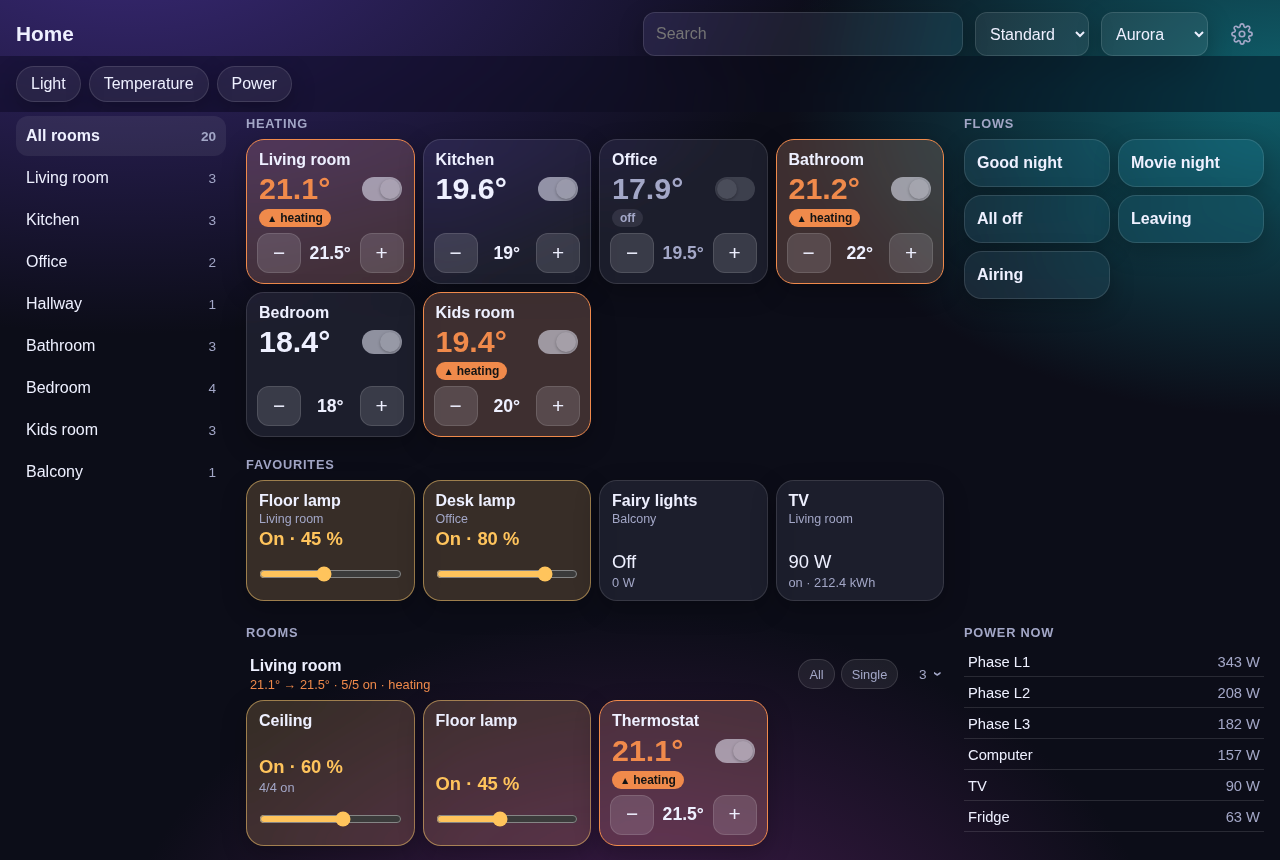 Home
Search
Standard
Aurora
Light
Temperature
Power
All rooms 20
Living room 3
Kitchen 3
Office 2
Hallway 1
Bathroom 3
Bedroom 4
Kids room 3
Balcony 1
HEATING
Living room
21.1°
▲ heating
− 21.5° +
Kitchen
19.6°
− 19° +
Office
17.9°
off
− 19.5° +
Bathroom
21.2°
▲ heating
− 22° +
Bedroom
18.4°
− 18° +
Kids room
19.4°
▲ heating
− 20° +
FAVOURITES
Floor lamp
Living room
On · 45 %
Desk lamp
Office
On · 80 %
Fairy lights
Balcony
Off
0 W
TV
Living room
90 W
on · 212.4 kWh
ROOMS
Living room
21.1° → 21.5° · 5/5 on · heating
All
Single
3
Ceiling
On · 60 %
4/4 on
Floor lamp
On · 45 %
Thermostat
21.1°
▲ heating
− 21.5° +
FLOWS
Good night
Movie night
All off
Leaving
Airing
POWER NOW
Phase L1 343 W
Phase L2 208 W
Phase L3 182 W
Computer 157 W
TV 90 W
Fridge 63 W